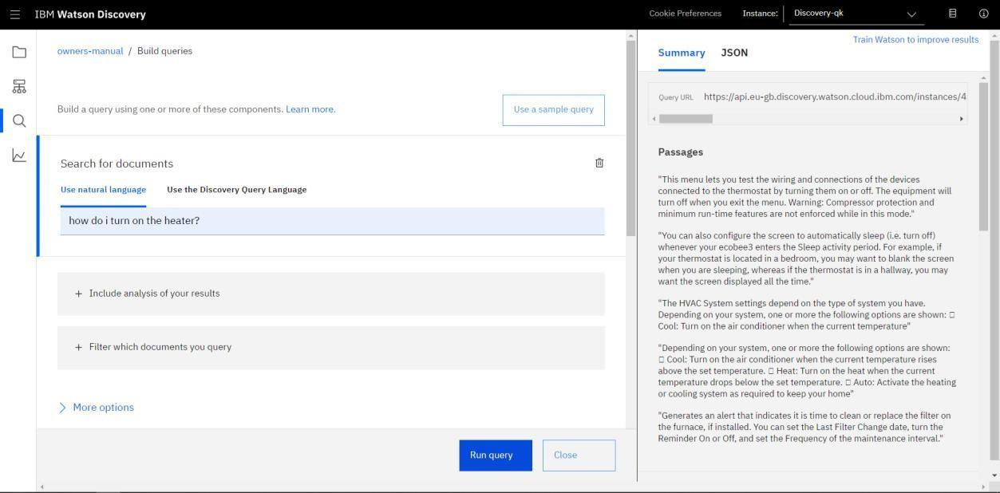 IBM Watson Discovery
Cookie Preferences
Instance:
Discovery-qk
owners-manual / Build queries
Build a query using one or more of these components. Learn more.
Use a sample query
Search for documents
Use natural language
Use the Discovery Query Language
how do i turn on the heater?
+ Include analysis of your results
+ Filter which documents you query
More options
Run query
Close
Train Watson to improve results
Summary
JSON
Query URL
https://api.eu-gb.discovery.watson.cloud.ibm.com/instances/4
Passages
"This menu lets you test the wiring and connections of the devices
connected to the thermostat by turning them on or off. The equipment will
turn off when you exit the menu. Warning: Compressor protection and
minimum run-time features are not enforced while in this mode."
"You can also configure the screen to automatically sleep (i.e. turn off)
whenever your ecobee3 enters the Sleep activity period. For example, if
your thermostat is located in a bedroom, you may want to blank the screen
when you are sleeping, whereas if the thermostat is in a hallway, you may
want the screen displayed all the time."
"The HVAC System settings depend on the type of system you have.
Depending on your system, one or more the following options are shown: □
Cool: Turn on the air conditioner when the current temperature"
"Depending on your system, one or more the following options are shown:
□ Cool: Turn on the air conditioner when the current temperature rises
above the set temperature. □ Heat: Turn on the heat when the current
temperature drops below the set temperature. □ Auto: Activate the heating
or cooling system as required to keep your home"
"Generates an alert that indicates it is time to clean or replace the filter on
the furnace, if installed. You can set the Last Filter Change date, turn the
Reminder On or Off, and set the Frequency of the maintenance interval."